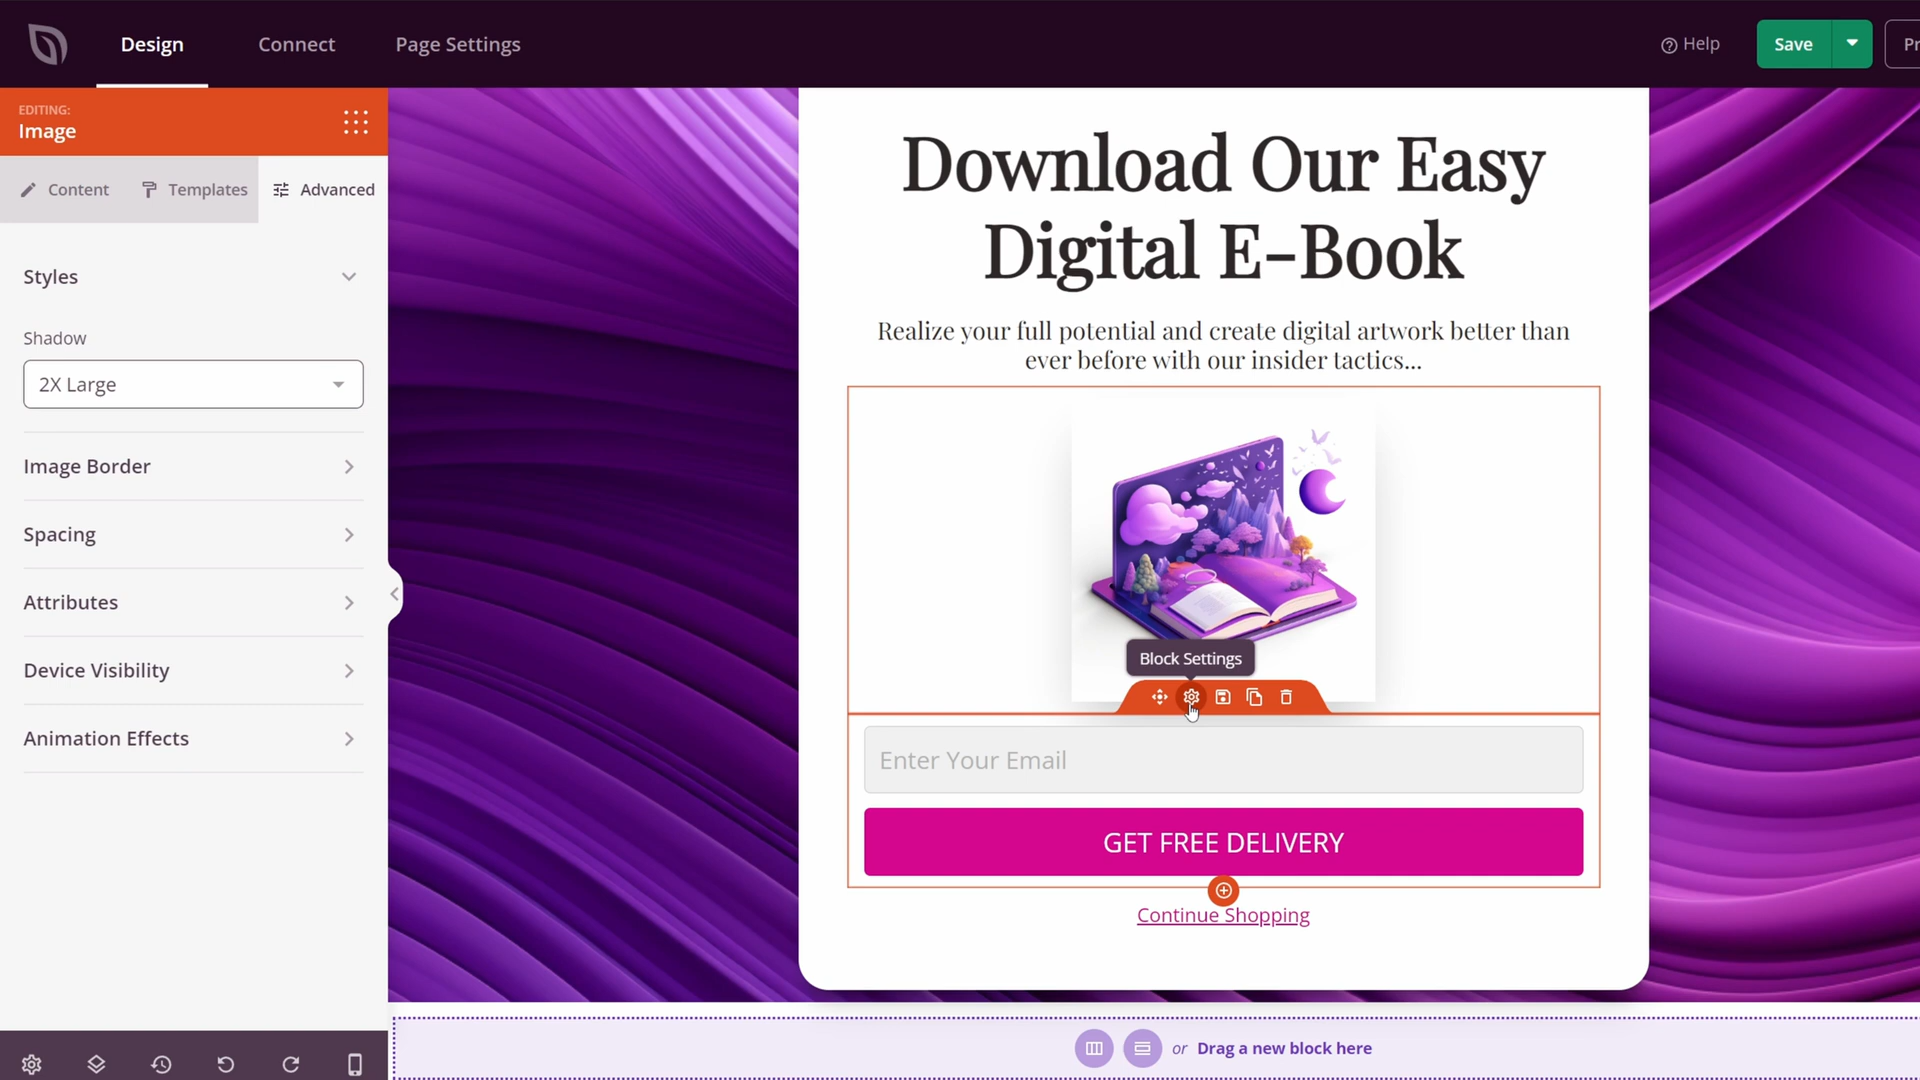 Design
Connect
Page Settings
Help
Save
Pr
EDITING:
Image
Content
Templates
Advanced
Styles
Shadow
2X Large
Image Border
Spacing
Attributes
Device Visibility
Animation Effects
Download Our Easy
Digital E-Book
Realize your full potential and create digital artwork better than
ever before with our insider tactics...
Block Settings
Enter Your Email
GET FREE DELIVERY
Continue Shopping
or Drag a new block here